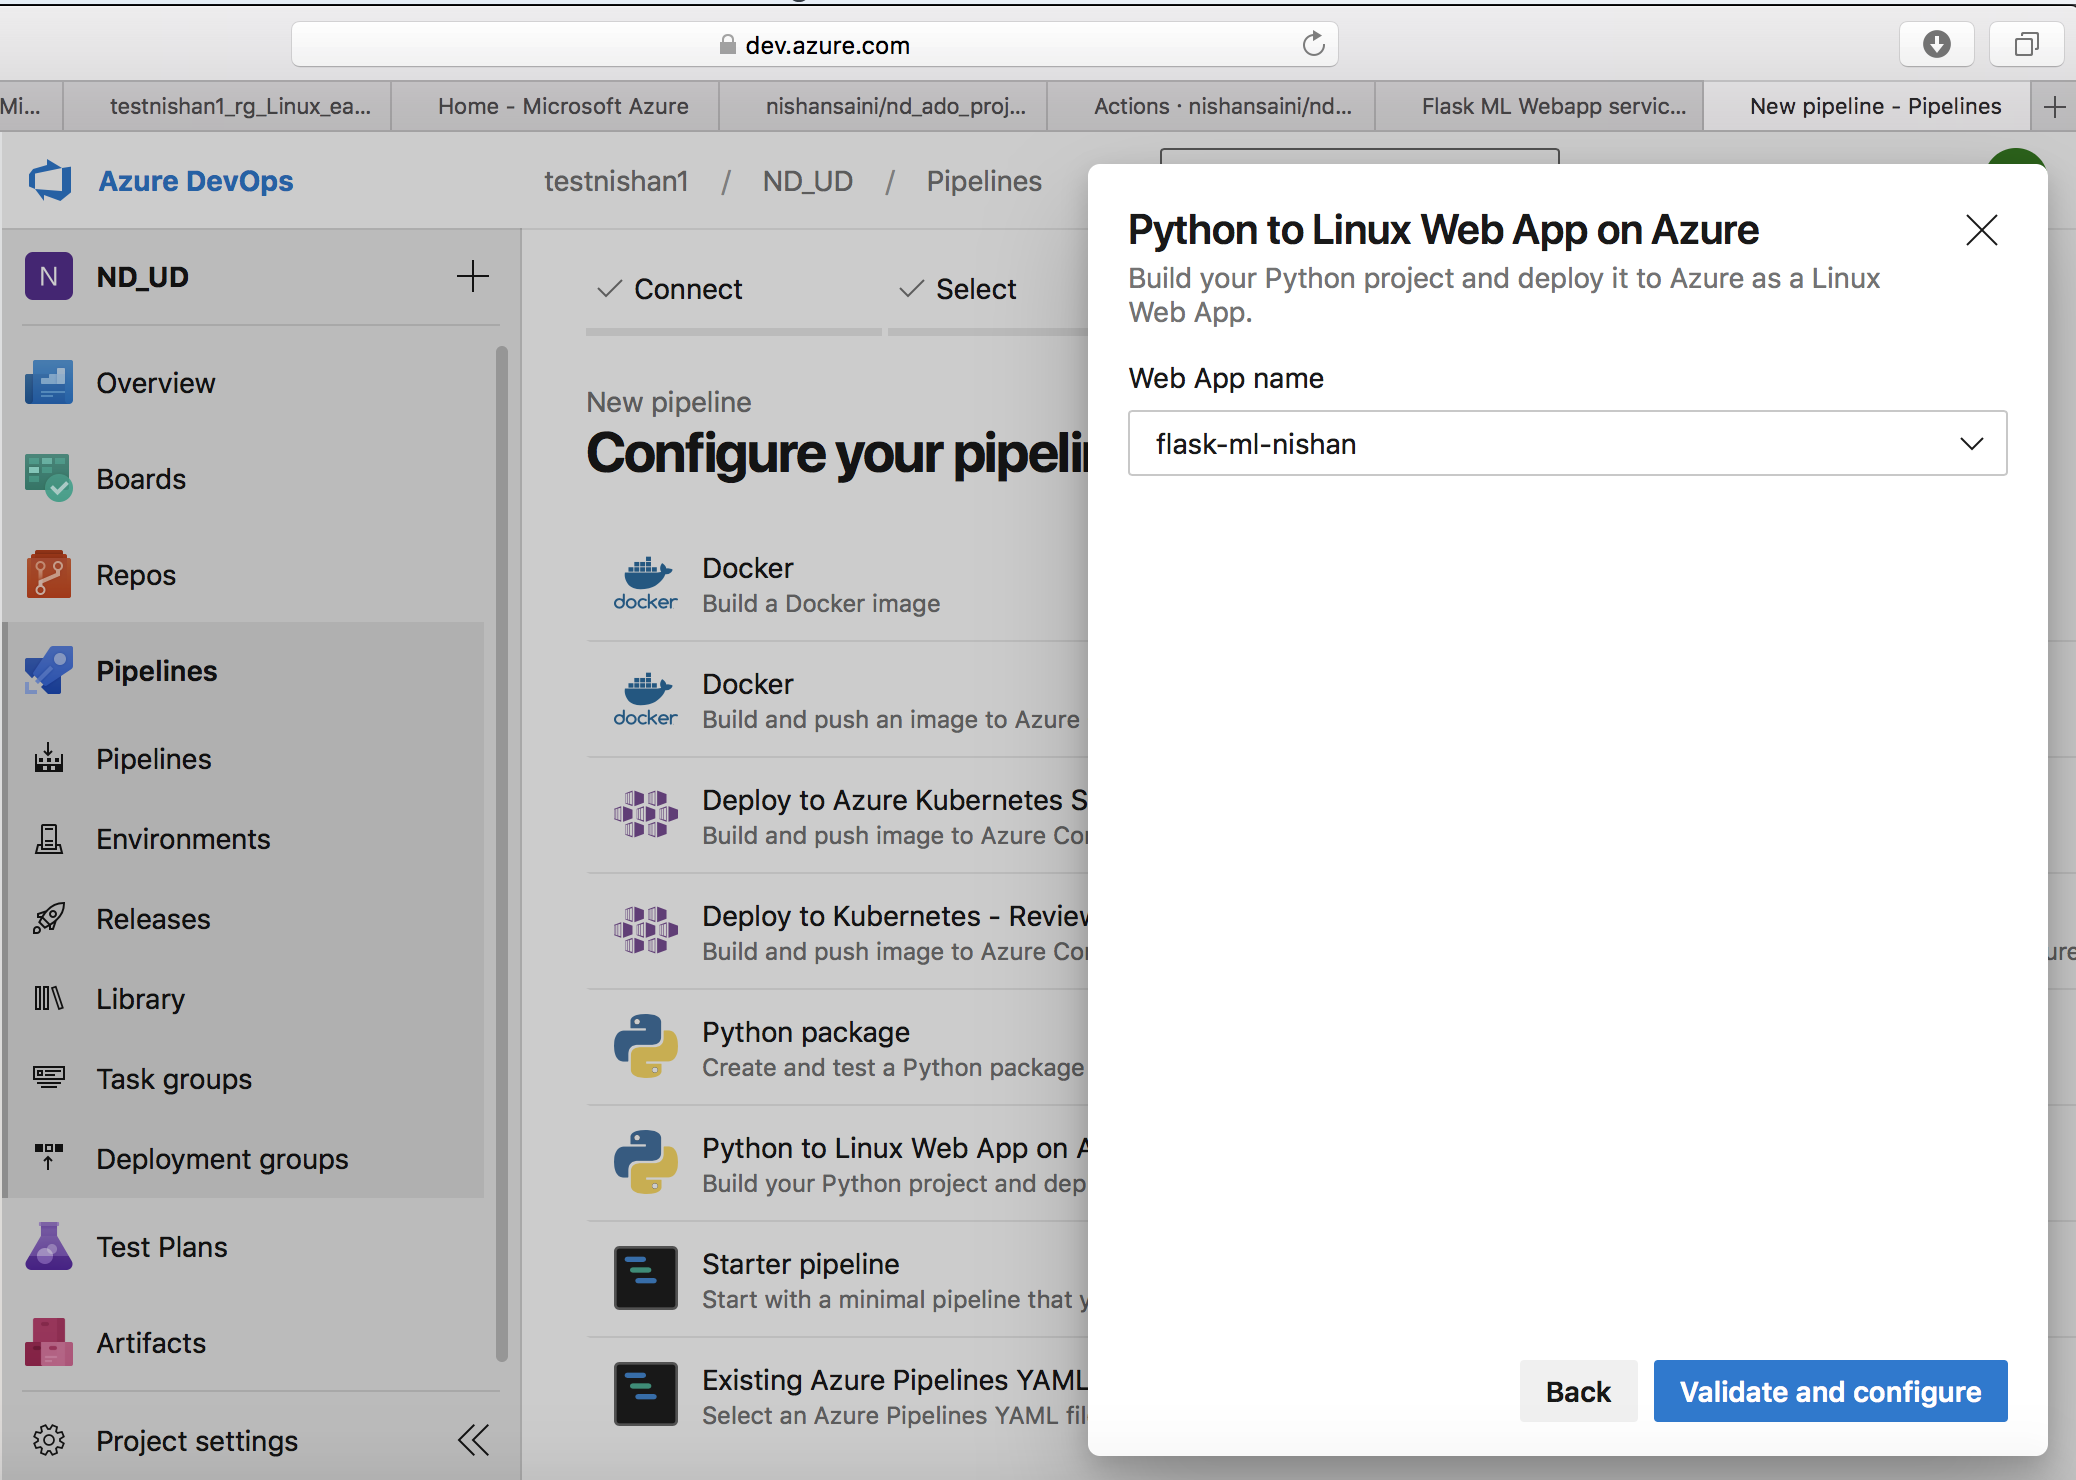 dev.azure.com
Mi...
testnishan1_rg_Linux_ea...
Home - Microsoft Azure
nishansaini/nd_ado_proj...
Actions · nishansaini/nd...
Flask ML Webapp servic...
New pipeline - Pipelines
Azure DevOps
testnishan1 / ND_UD / Pipelines
N ND_UD
Overview
Boards
Repos
Pipelines
Pipelines
Environments
Releases
Library
Task groups
Deployment groups
Test Plans
Artifacts
Project settings
Connect
Select
New pipeline
Configure your pipelin
docker
Docker
Build a Docker image
docker
Docker
Build and push an image to Azure
Deploy to Azure Kubernetes S
Build and push image to Azure Co
Deploy to Kubernetes - Review
Build and push image to Azure Co
Python package
Create and test a Python package
Python to Linux Web App on A
Build your Python project and dep
Starter pipeline
Start with a minimal pipeline that y
Existing Azure Pipelines YAML
Select an Azure Pipelines YAML fil
ure
Python to Linux Web App on Azure
Build your Python project and deploy it to Azure as a Linux
Web App.
Web App name
flask-ml-nishan
Back
Validate and configure